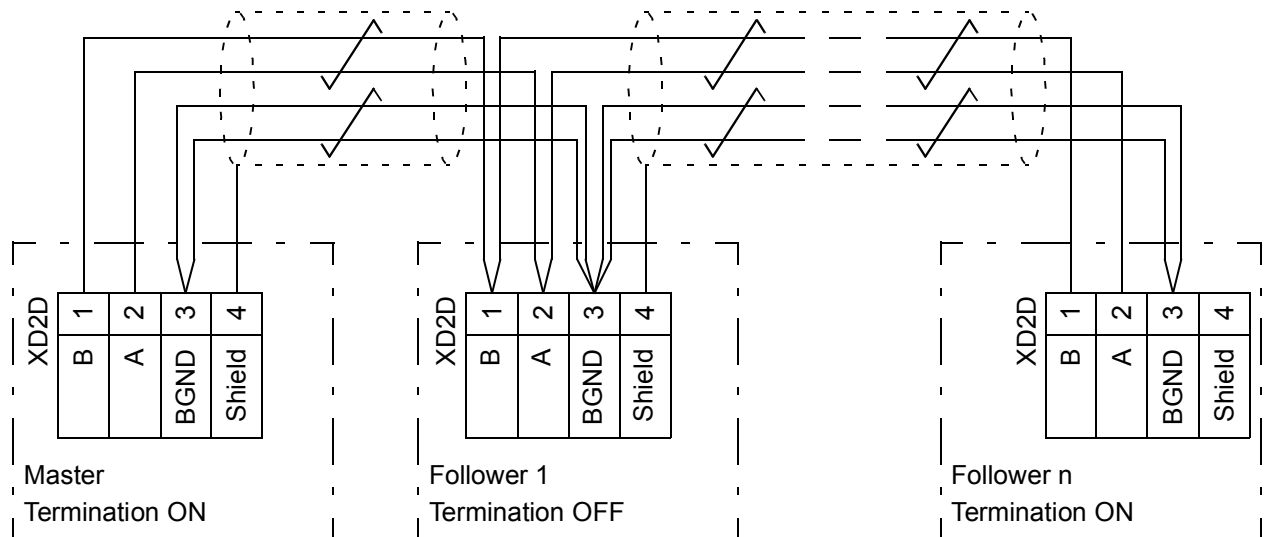 XD2D
1 2 3 4
B A BGND Shield
Master
Termination ON
XD2D
1 2 3 4
B A BGND Shield
Follower 1
Termination OFF
XD2D
1 2 3 4
B A BGND Shield
Follower n
Termination ON